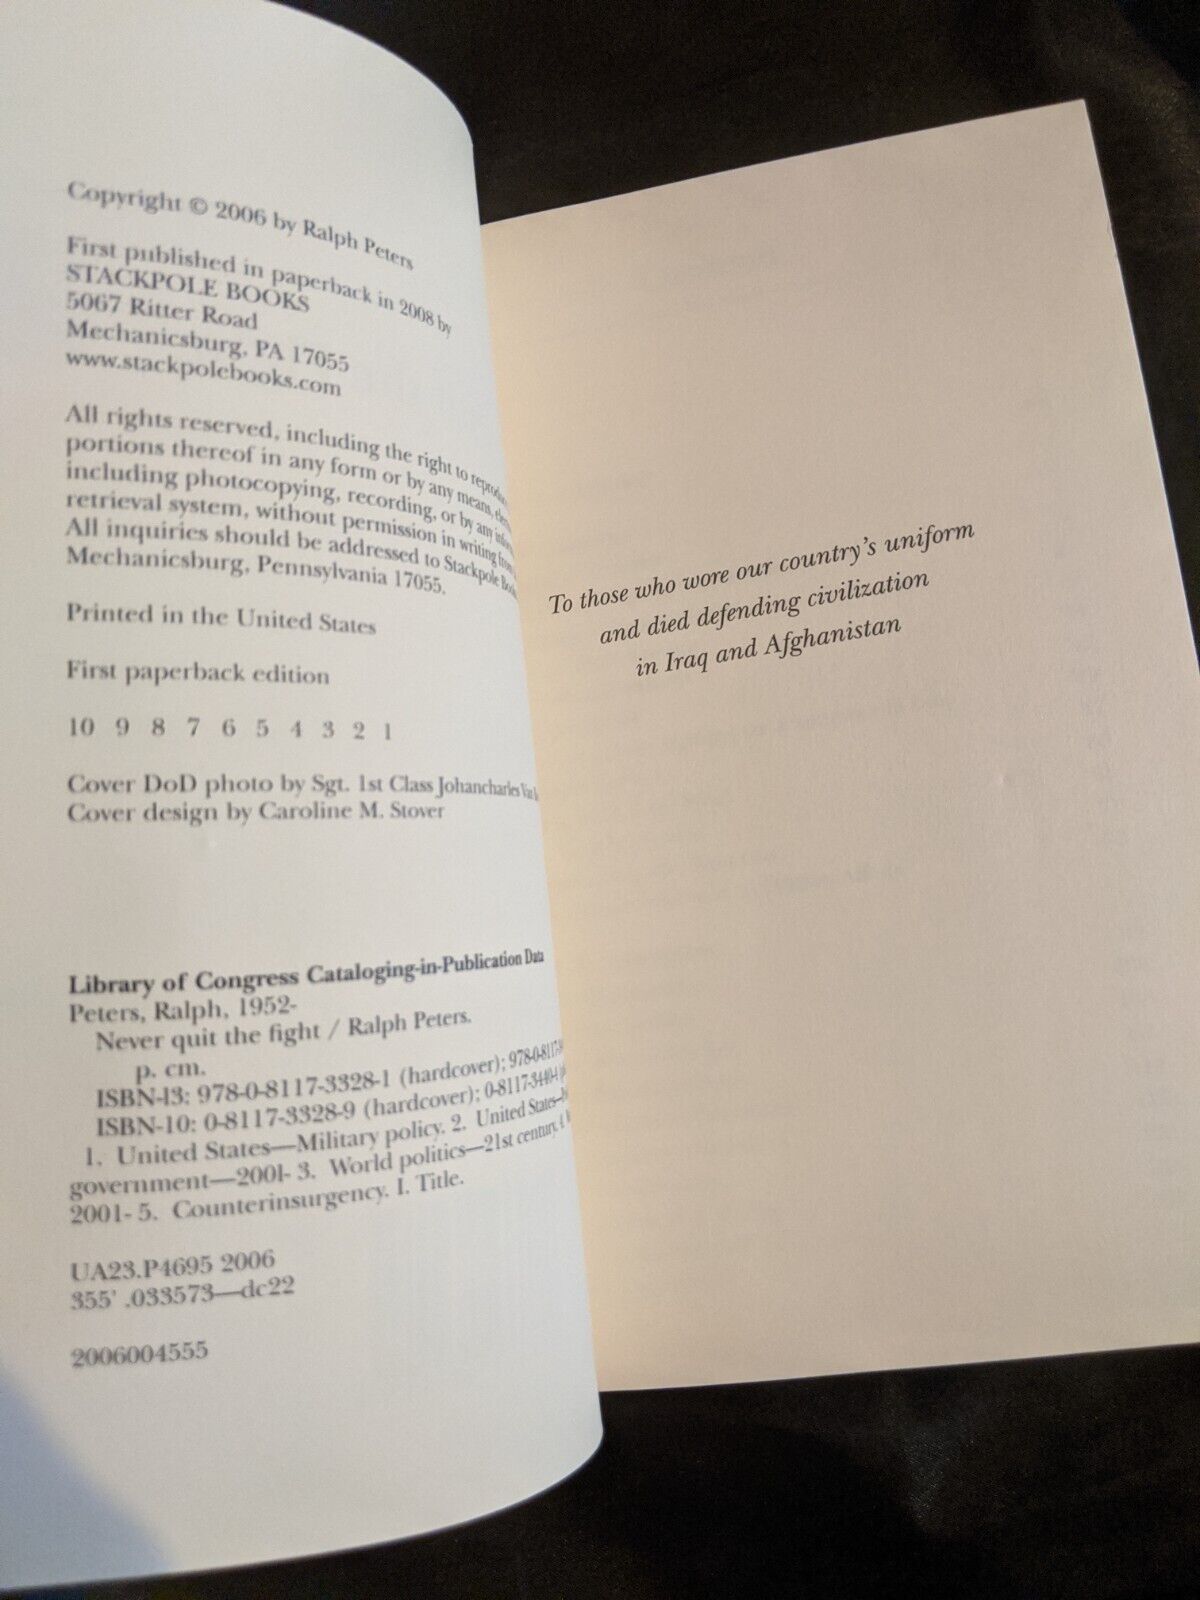 Copyright © 2006 by Ralph Peters
First published in paperback in 2008 by
STACKPOLE BOOKS
5067 Ritter Road
Mechanicsburg, PA 17055
www.stackpolebooks.com
All rights reserved, including the right to
portions thereof in any form or by any means,
including photocopying, recording, or by any
retrieval system, without permission in writing from
All inquiries should be addressed to Stackpole
Mechanicsburg, Pennsylvania 17055.
Printed in the United States
First paperback edition
10 9 8 7 6 5 4 3 2 1
Cover DoD photo by Sgt. 1st Class Johancharles Van
Cover design by Caroline M. Stover
Library of Congress Cataloging-in-Publication Data
Peters, Ralph, 1952-
Never quit the fight / Ralph Peters.
p. cm.
ISBN-13: 978-0-8117-3328-1 (hardcover);
ISBN-10: 0-8117-3328-9 (hardcover); 0-8117-3440-4
1. United States—Military policy. 2. United States—
government—2001- 3. World politics—21st century. 4.
2001- 5. Counterinsurgency. I. Title.
UA23.P4695 2006
355' .033573—dc22
2006004555
To those who wore our country's uniform
and died defending civilization
in Iraq and Afghanistan